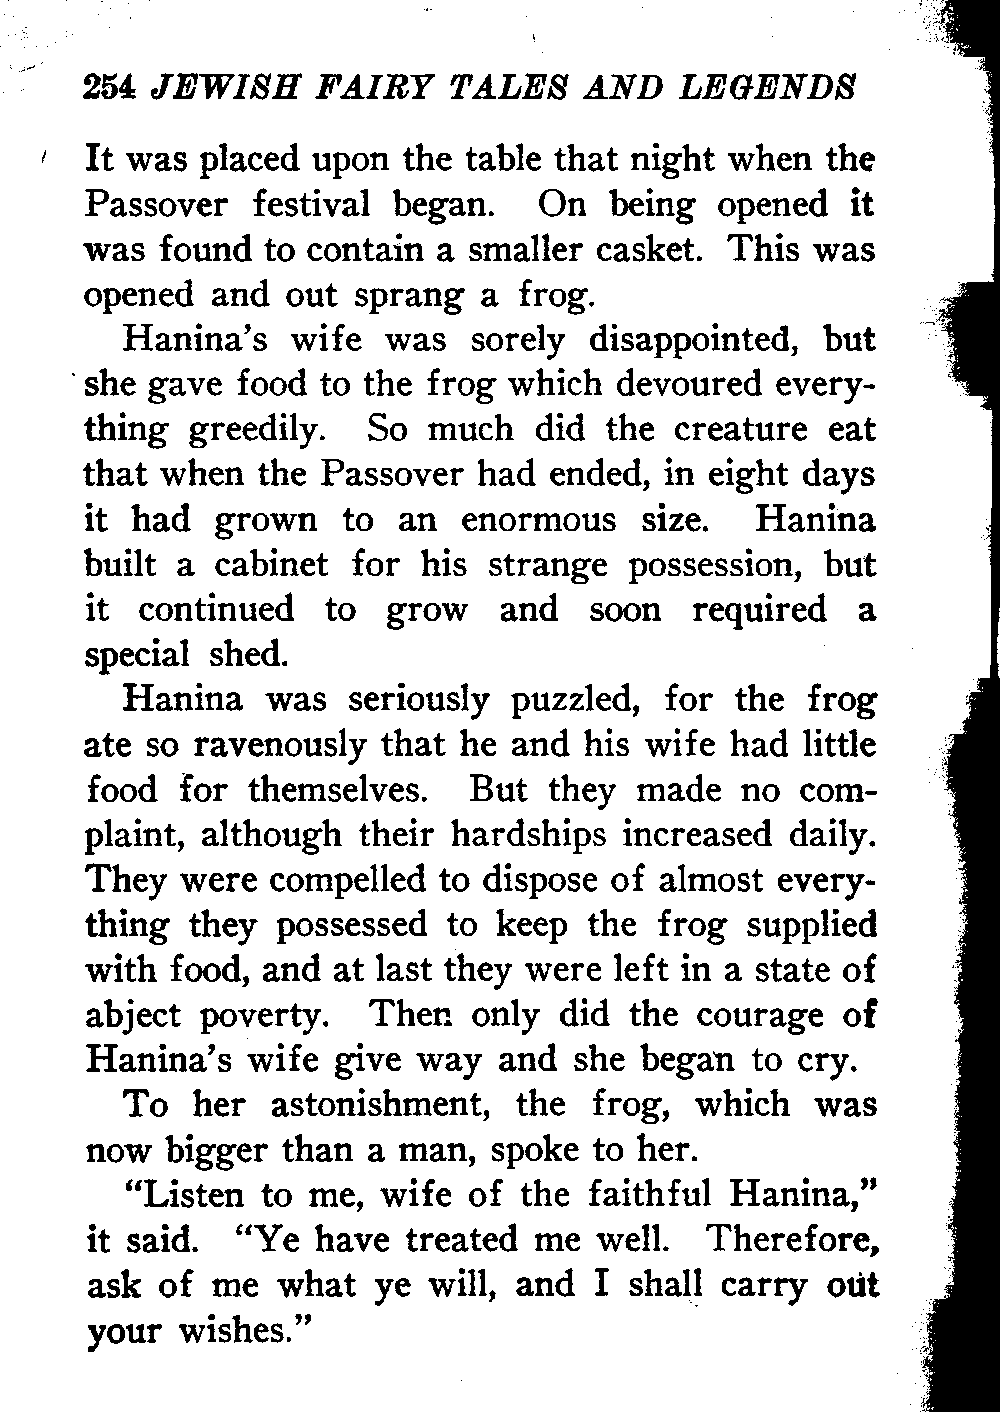 254 JEWISH FAIRY TALES AND LEGENDS
It was placed upon the table that night when the
Passover festival began. On being opened it
was found to contain a smaller casket. This was
opened and out sprang a frog.
Hanina's wife was sorely disappointed, but
she gave food to the frog which devoured every-
thing greedily. So much did the creature eat
that when the Passover had ended, in eight days
it had grown to an enormous size. Hanina
built a cabinet for his strange possession, but
it continued to grow and soon required a
special shed.
Hanina was seriously puzzled, for the frog
ate so ravenously that he and his wife had little
food for themselves. But they made no com-
plaint, although their hardships increased daily.
They were compelled to dispose of almost every-
thing they possessed to keep the frog supplied
with food, and at last they were left in a state of
abject poverty. Then only did the courage of
Hanina's wife give way and she began to cry.
To her astonishment, the frog, which was
now bigger than a man, spoke to her.
"Listen to me, wife of the faithful Hanina,"
it said. "Ye have treated me well. Therefore,
ask of me what ye will, and I shall carry out
your wishes."